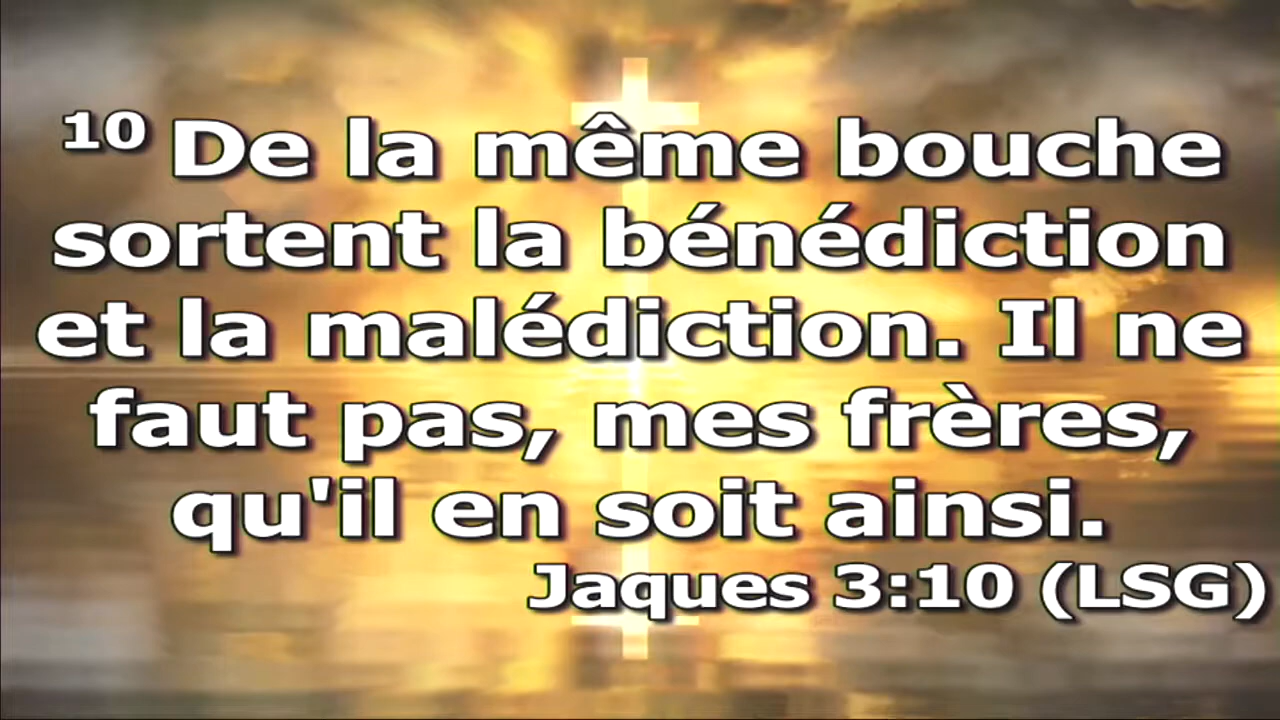 10 De la même bouche
sortent la bénédiction
et la malédiction. Il ne
faut pas, mes frères,
qu'il en soit ainsi.
Jaques 3:10 (LSG)